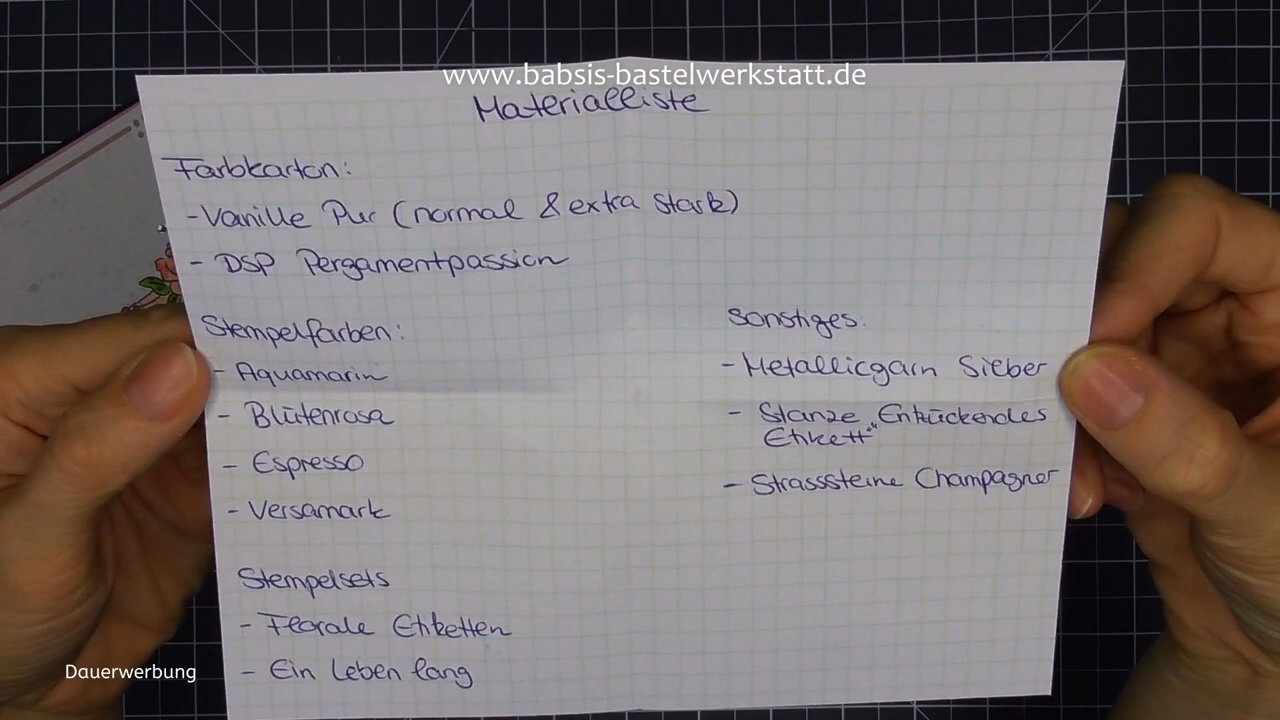 www.babsis-bastelwerkstatt.de
Materialliste
Farbkarton:
- Vanille Pur (normal & extra Stark)
- DSP Pergamentpassion
Stempelfarben:
- Aquamarin
- Blütenrosa
- Espresso
- Versamark
Stempelsets
- Florale Etiketten
- Ein Leben lang
Sonstiges:
- Metallicgarn Silber
- Stanze „Entzückendes
Etikett"
- Strasssteine Champagner
Dauerwerbung